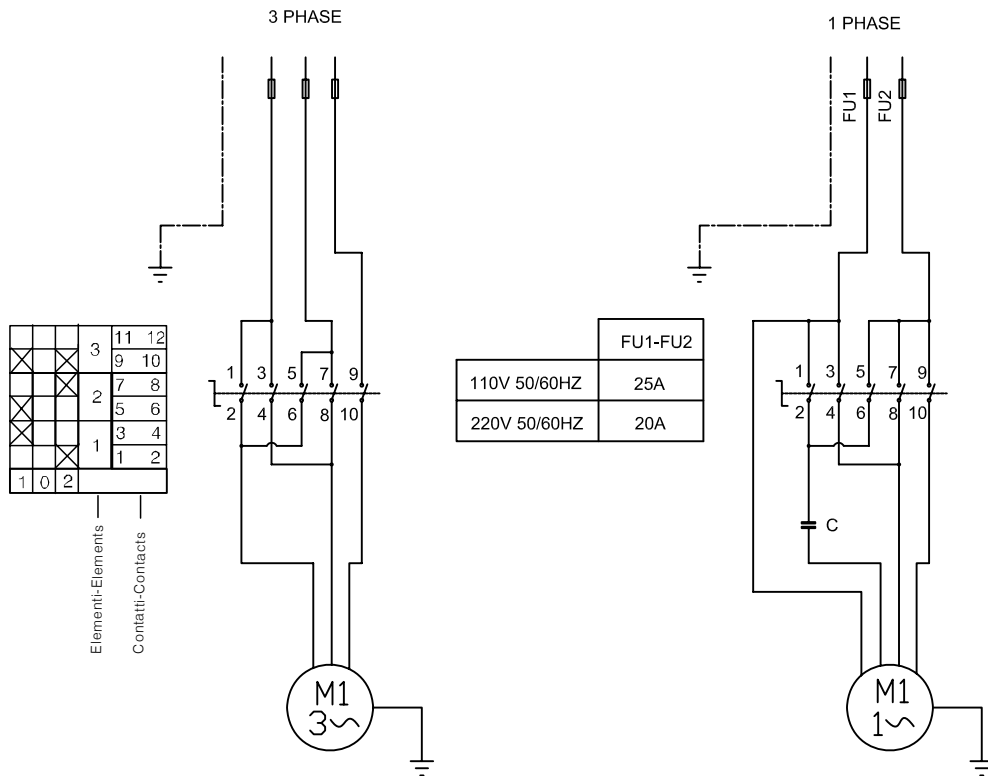 3 PHASE
1 PHASE
FU1
FU2
3 11 12
9 10
2 7 8
5 6
1 3 4
1 2
1 0 2
Elementi-Elements
Contatti-Contacts
1 3 5 7 9
2 4 6 8 10
FU1-FU2
110V 50/60HZ 25A
220V 50/60HZ 20A
1 3 5 7 9
2 4 6 8 10
C
M1
3~
M1
1~